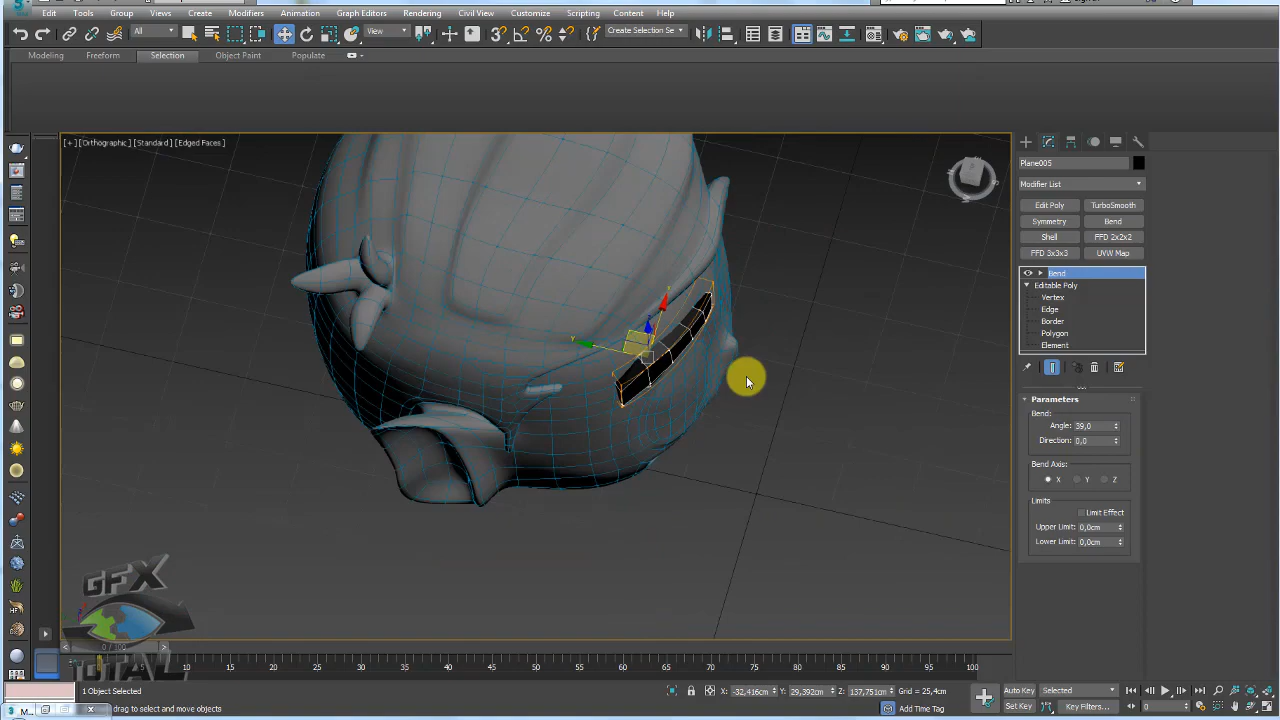 Edit Tools Group Views Create Modifiers Animation Graph Editors Rendering Civil View Customize Scripting Content Help
All View Create Selection Se
Modeling Freeform Selection Object Paint Populate
[+] [Orthographic] [Standard] [Edged Faces]
Plane005
Modifier List
Edit Poly TurboSmooth
Symmetry Bend
Shell FFD 2x2x2
FFD 3x3x3 UVW Map
Bend
Editable Poly
Vertex
Edge
Border
Polygon
Element
Parameters
Bend:
Angle: 39,0
Direction: 0,0
Bend Axis:
X Y Z
Limits
Limit Effect
Upper Limit: 0,0cm
Lower Limit: 0,0cm
GFX
TOTAL
0 / 100
5 10 15 20 25 30 35 40 45 50 55 60 65 70 75 80 85 90 95 100
1 Object Selected X: -32,416cm Y: 29,392cm Z: 137,751cm Grid = 25,4cm Auto Key Selected
drag to select and move objects Add Time Tag Set Key Key Filters... 0